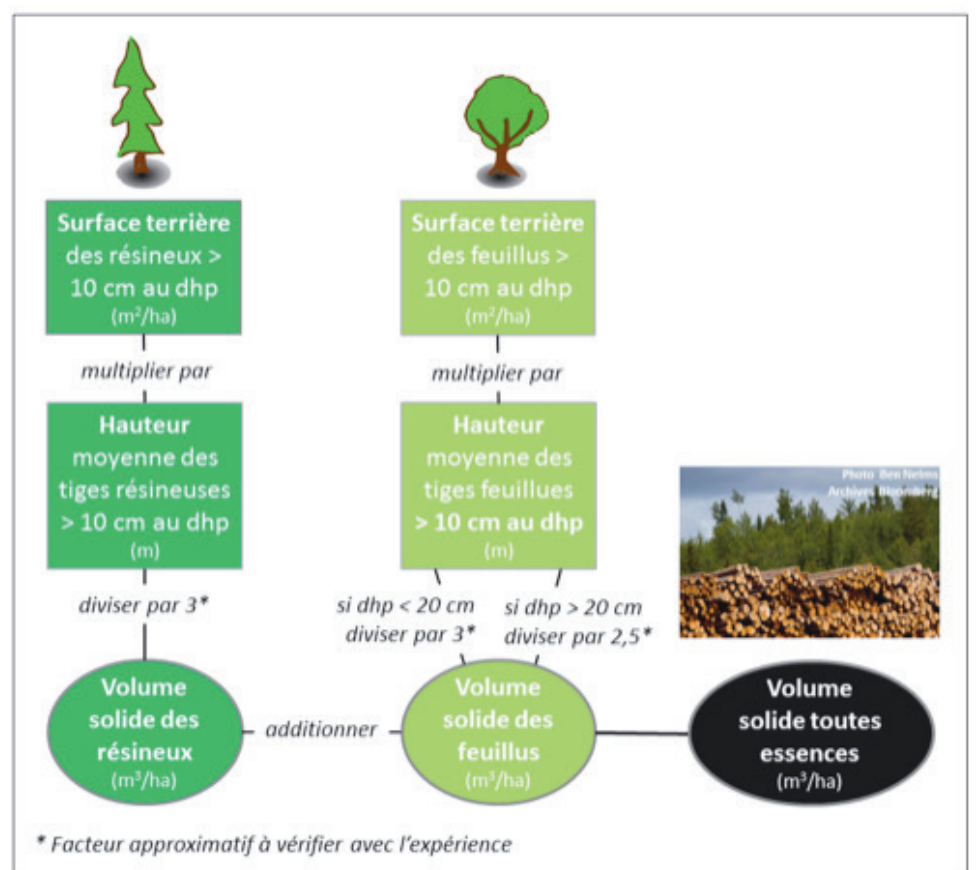 Surface terrière
des résineux >
10 cm au dhp
(m²/ha)
multiplier par
Hauteur
moyenne des
tiges résineuses
> 10 cm au dhp
(m)
diviser par 3*
Volume
solide des
résineux
(m³/ha)
additionner
Surface terrière
des feuillus >
10 cm au dhp
(m²/ha)
multiplier par
Hauteur
moyenne des
tiges feuillues
> 10 cm au dhp
(m)
si dhp < 20 cm
diviser par 3*
si dhp > 20 cm
diviser par 2,5*
Volume
solide des
feuillus
(m³/ha)
Photo Ben Nelms
Archives Bloomberg
Volume
solide toutes
essences
(m³/ha)
* Facteur approximatif à vérifier avec l'expérience